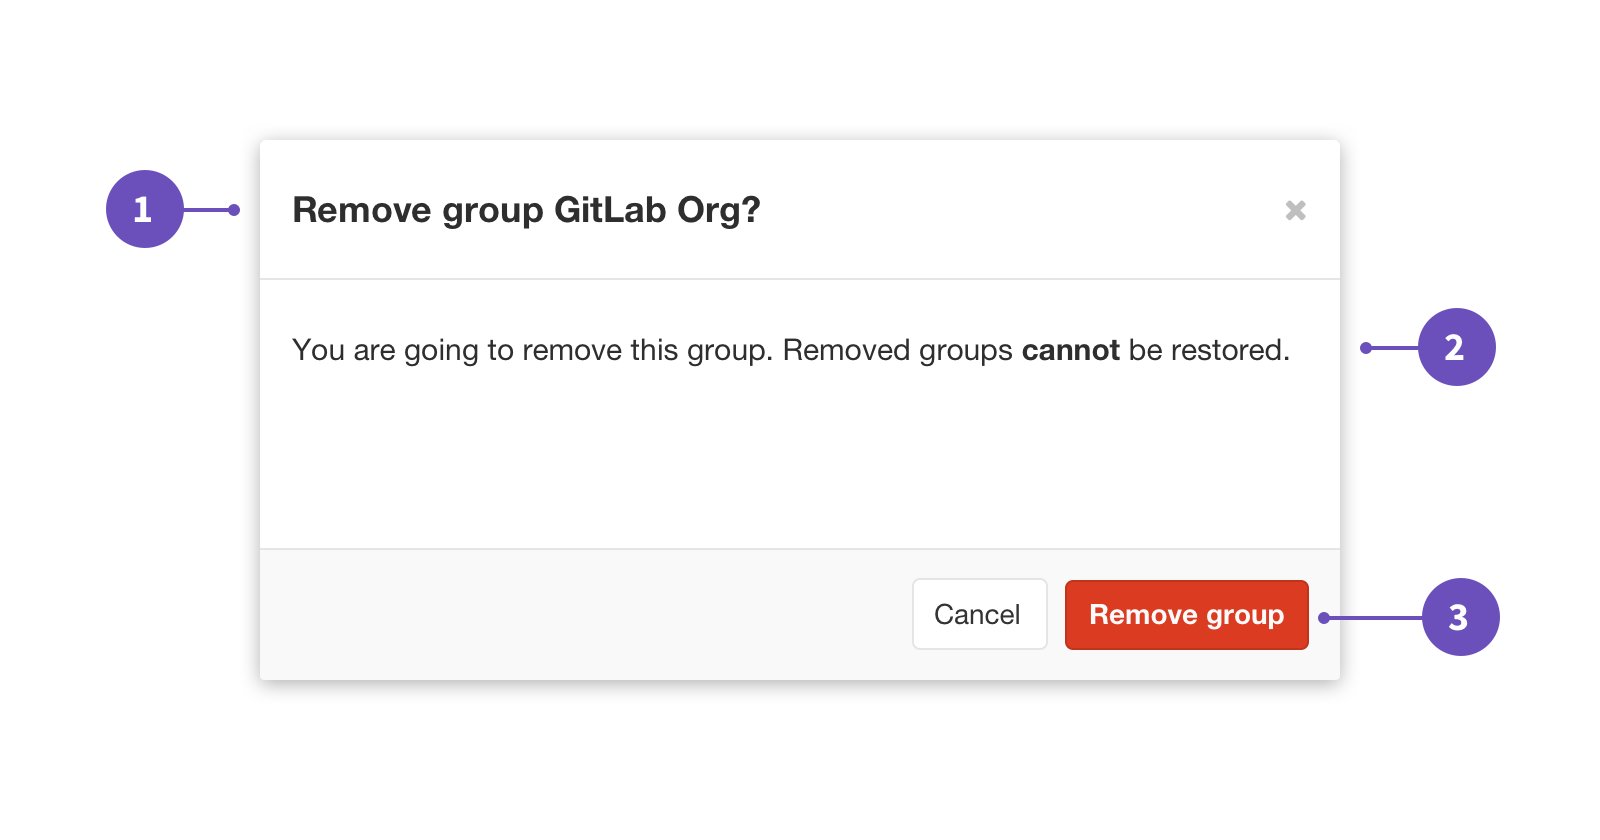 1
Remove group GitLab Org?
You are going to remove this group. Removed groups cannot be restored.
2
Cancel
Remove group
3